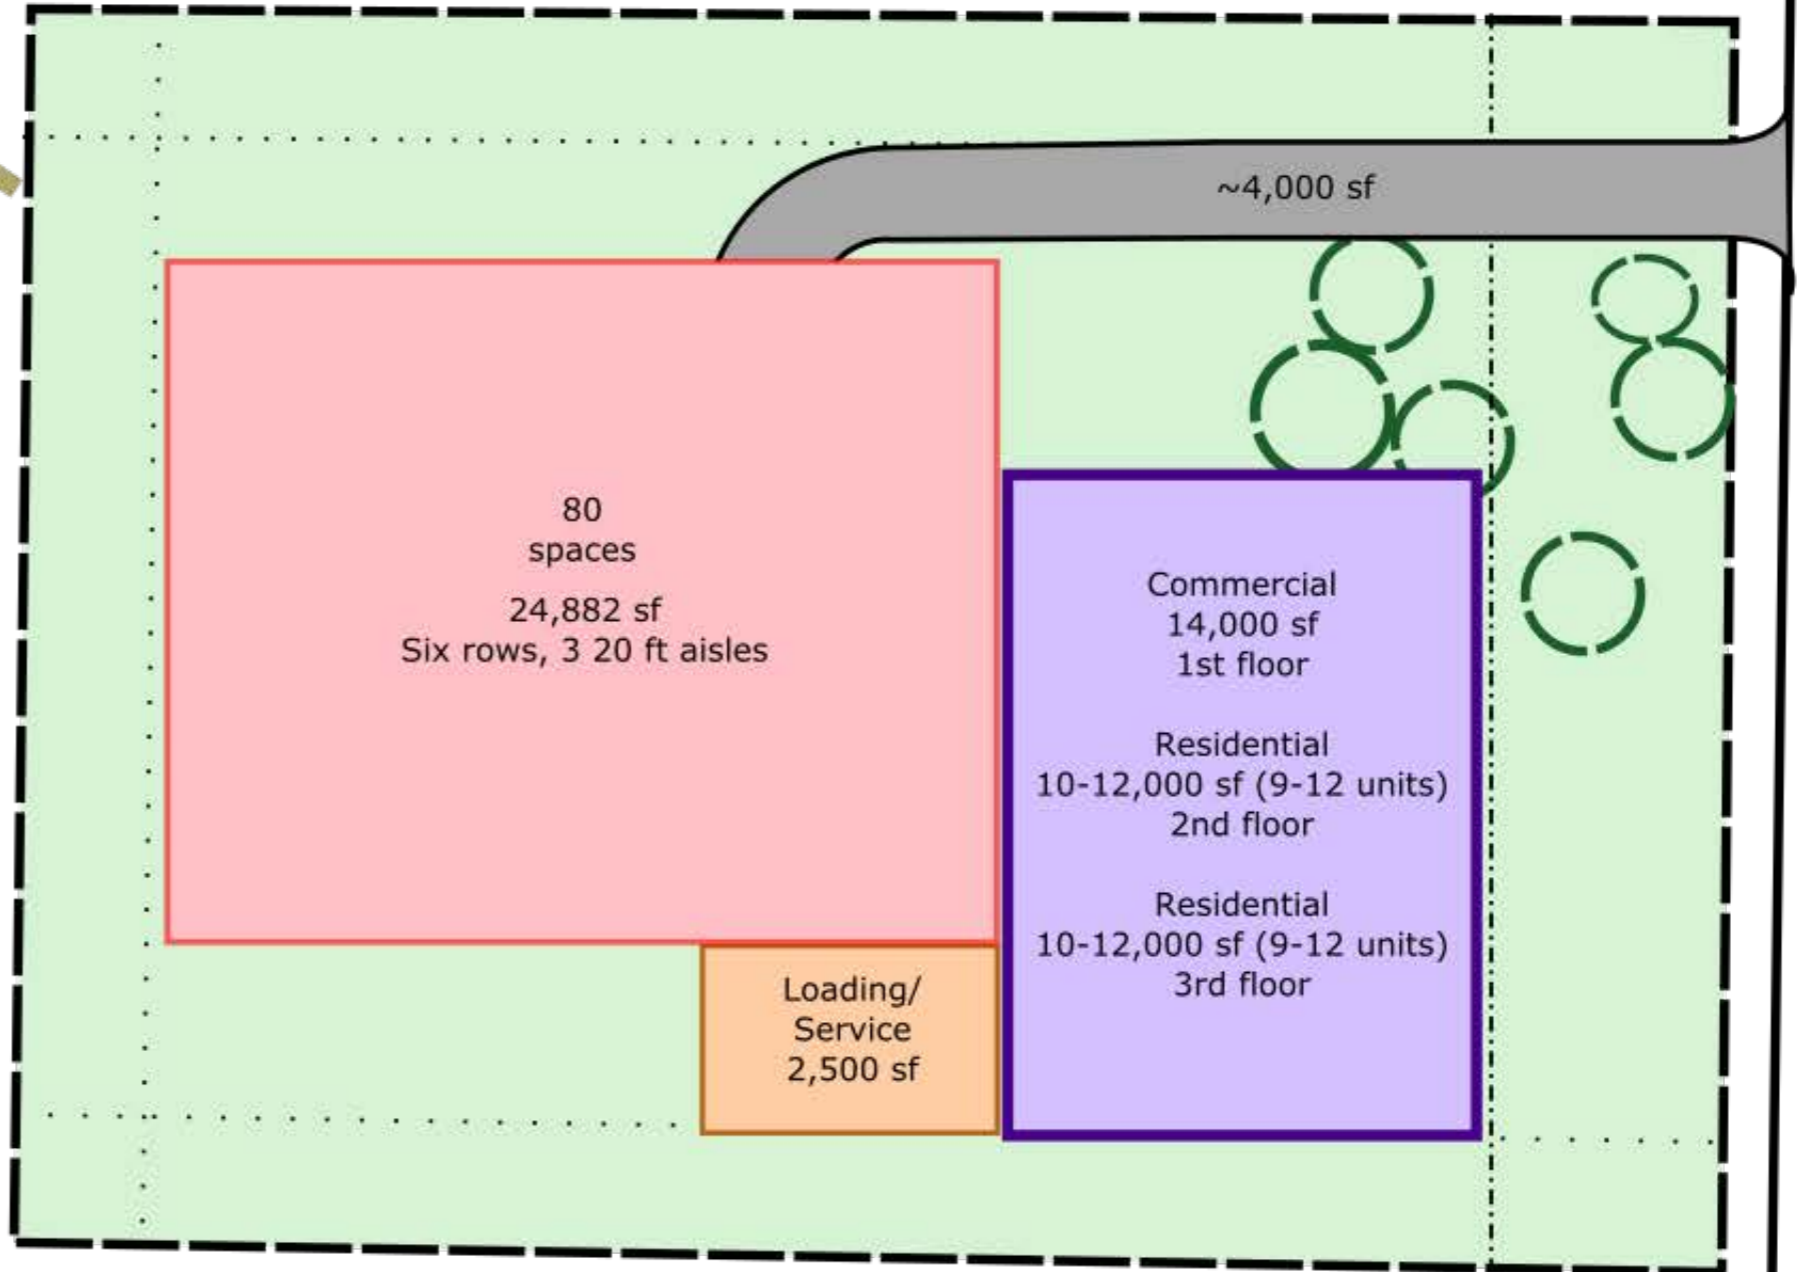 ~4,000 sf
80
spaces
24,882 sf
Six rows, 3 20 ft aisles
Commercial
14,000 sf
1st floor
Residential
10-12,000 sf (9-12 units)
2nd floor
Residential
10-12,000 sf (9-12 units)
3rd floor
Loading/
Service
2,500 sf